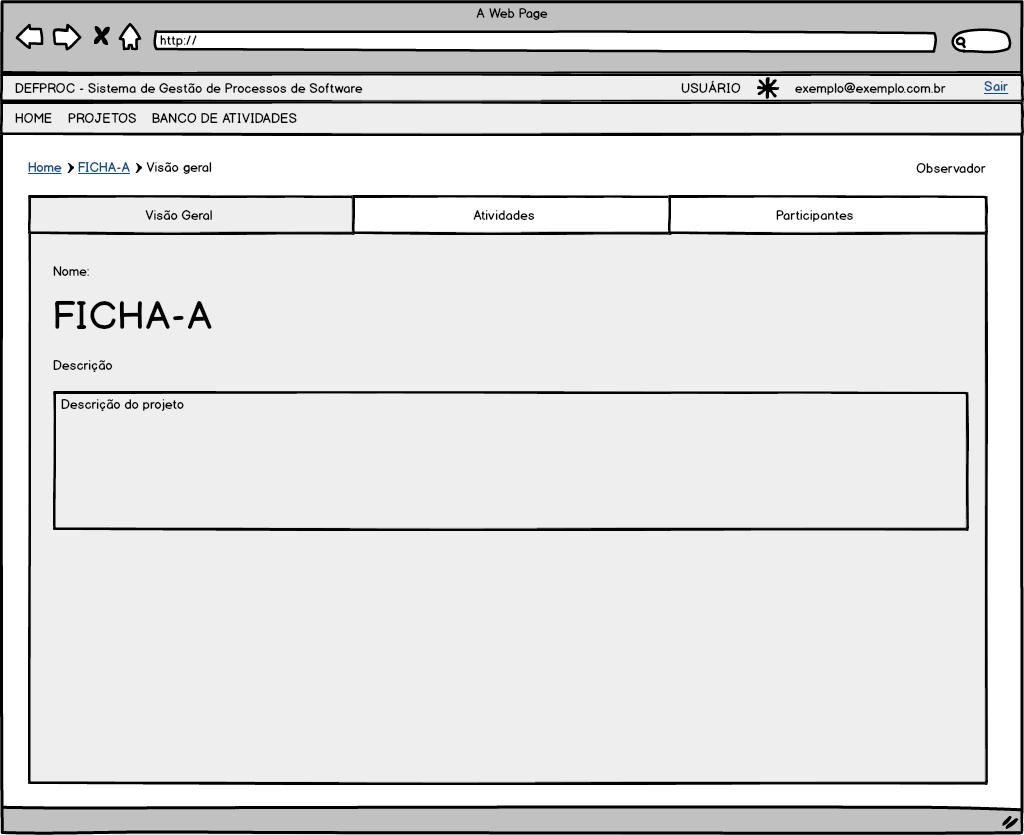 A Web Page
http://
DEFPROC - Sistema de Gestão de Processos de Software USUÁRIO exemplo@exemplo.com.br Sair
HOME PROJETOS BANCO DE ATIVIDADES
Home FICHA-A Visão geral Observador
Visão Geral Atividades Participantes
Nome:
FICHA-A
Descrição
Descrição do projeto